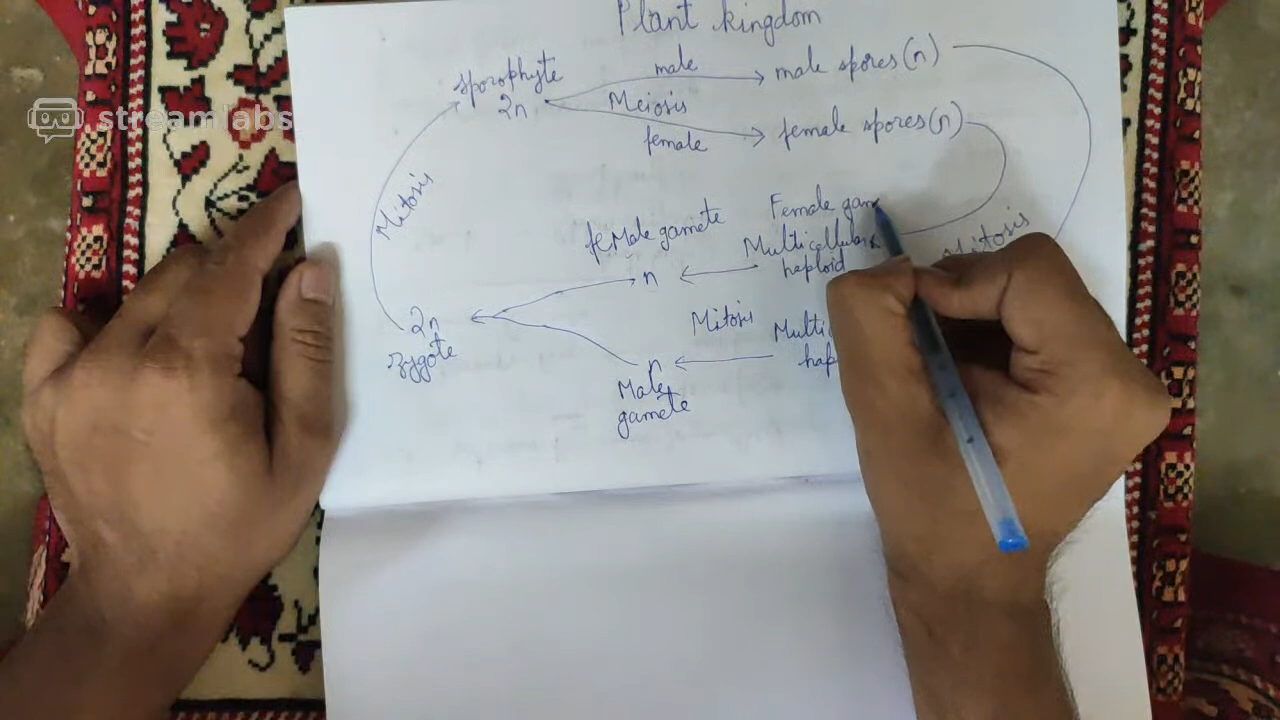 Plant kingdom
streamlabs
sporophyte
2n
male
male spores (n)
Meiosis
female
female spores (n)
Mitosis
Female gam
female gamete
Multicellular
haploid
Mitosis
n
2n
zygote
Mitosis
n
Male
gamete